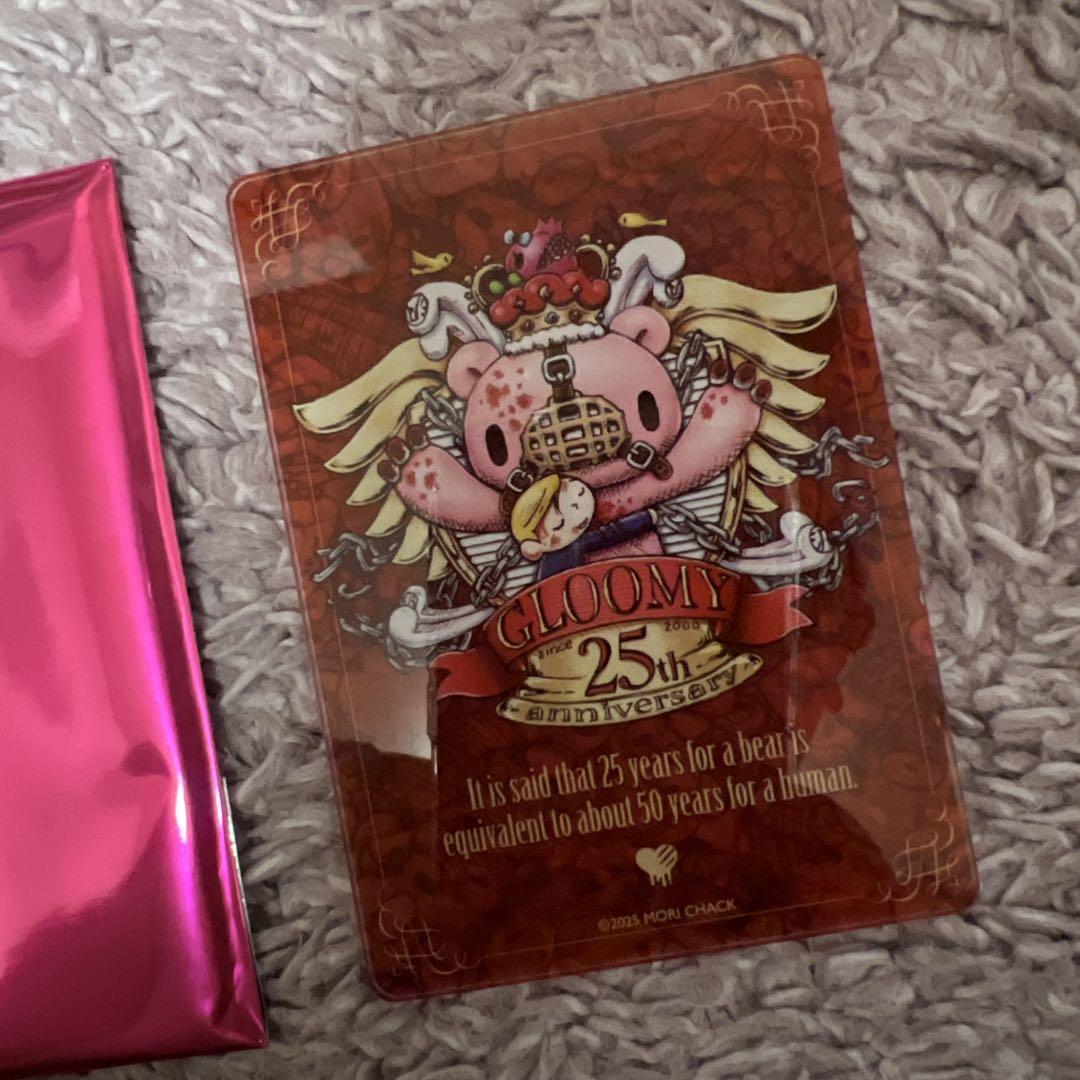 GLOOMY
since 2000
25th
anniversary
It is said that 25 years for a bear is
equivalent to about 50 years for a human.
©2025 MORI CHACK